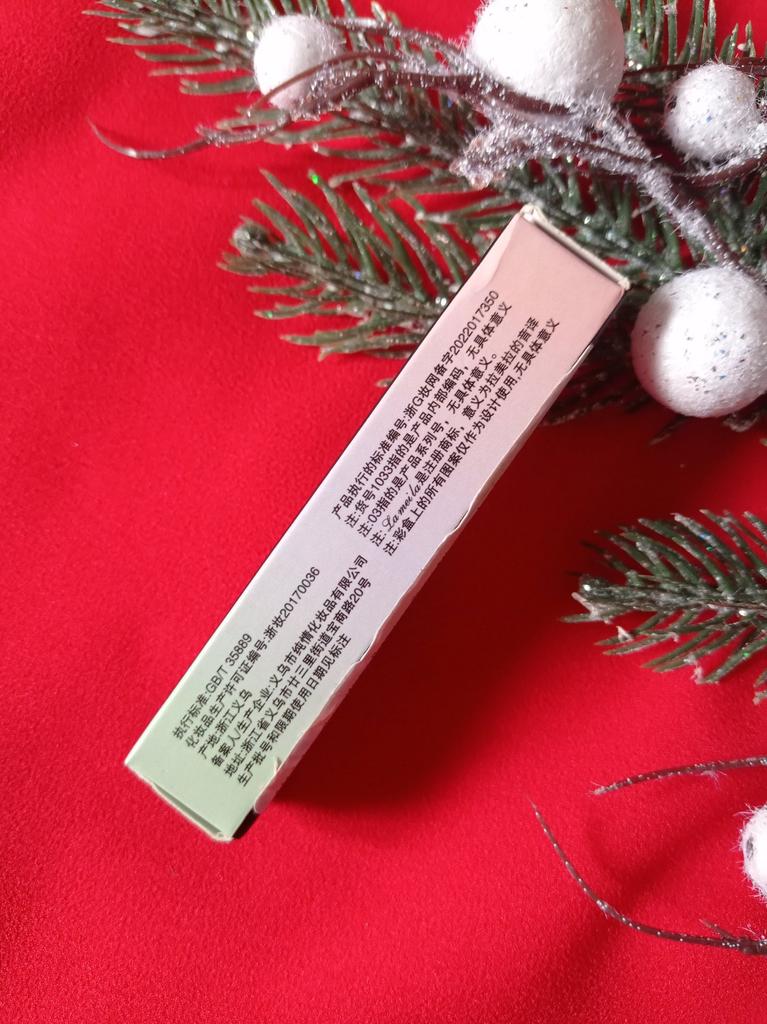 执行标准:GB/T 35889
化妆品生产许可证编号:浙妆20170036
产地:浙江义乌
备案人/生产企业:义乌市纯情化妆品有限公司
地址:浙江省义乌市廿三里街道宝商路20号
生产批号和限期使用日期见标注
产品执行的标准编号:浙G妆网备字2022017350
注:货号1033指的是产品内部编码，无具体意义
注:03指的是产品系列号，无具体意义。
注: Lameila是注册商标，意义为拉美拉的音译
注:彩盒上的所有图案仅作为设计使用,无具体意义